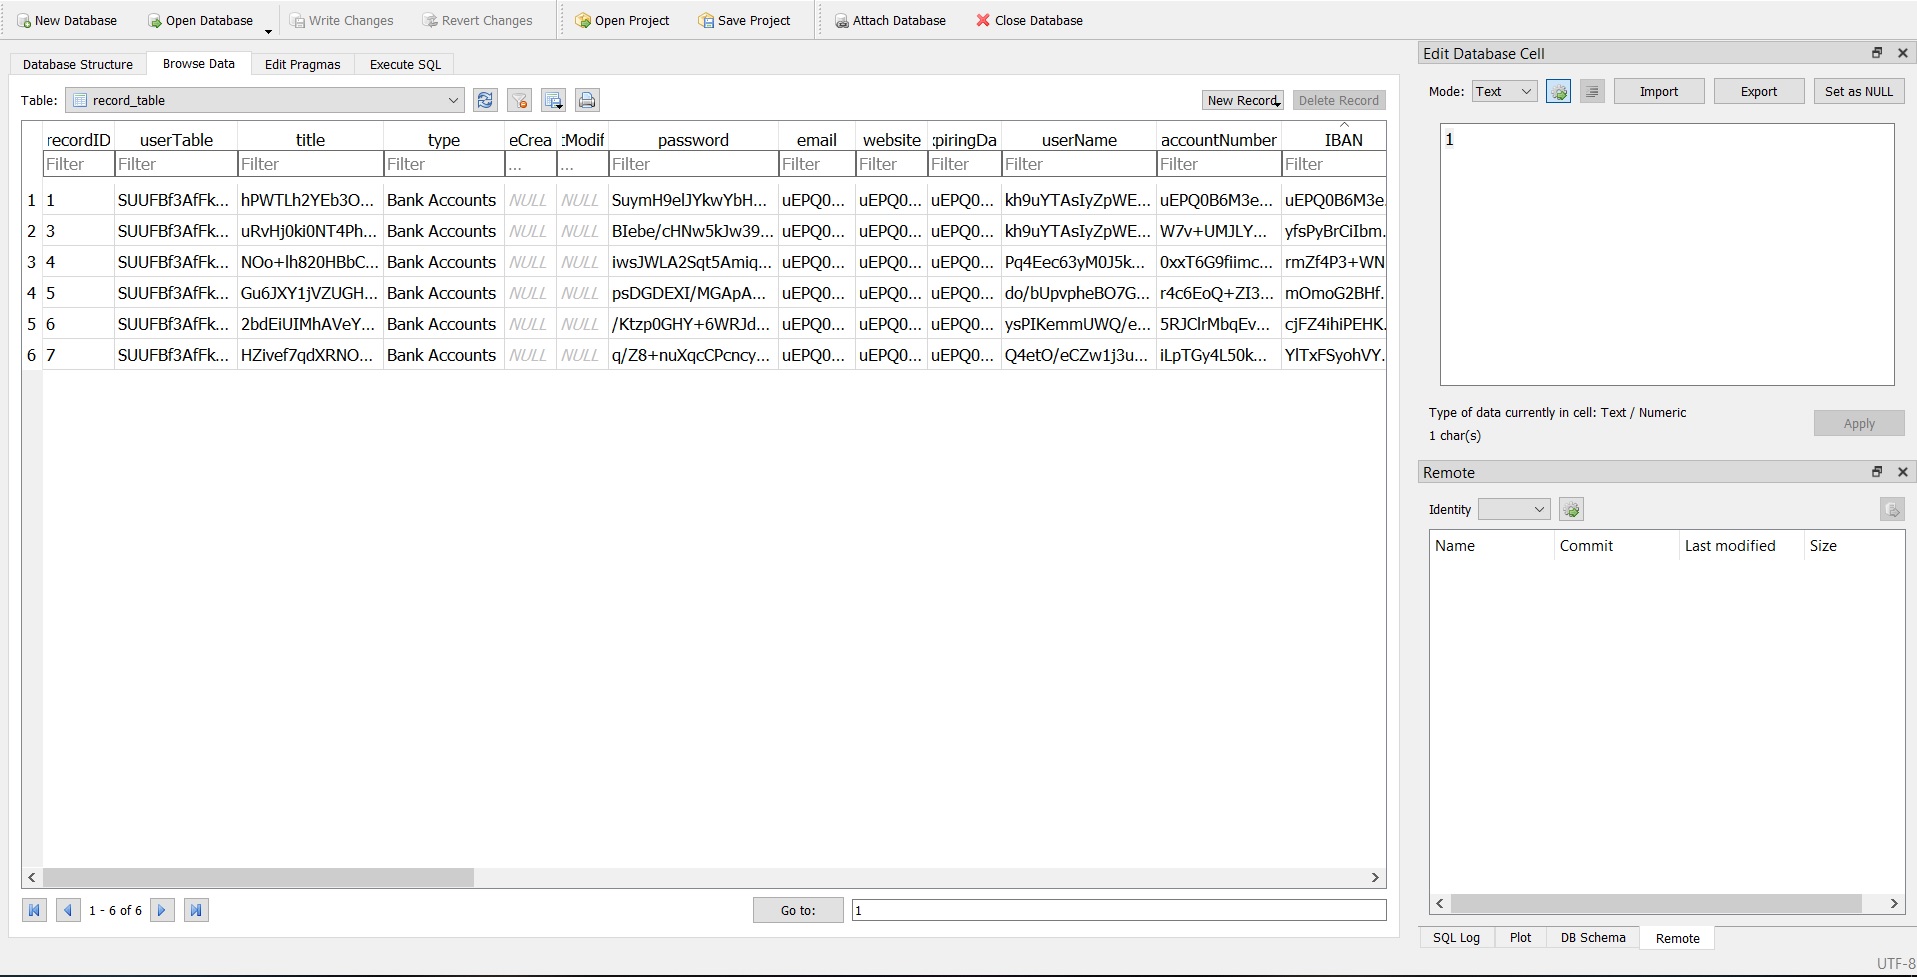 New Database Open Database Write Changes Revert Changes Open Project Save Project Attach Database Close Database
Edit Database Cell
Database Structure Browse Data Edit Pragmas Execute SQL
Mode: Text Import Export Set as NULL
Table: record_table New Record Delete Record
1
recordID userTable title type eCrea :Modif password email website piringDa userName accountNumber IBAN
Filter Filter Filter Filter ... ... Filter Filter Filter Filter Filter Filter Filter
1 1 SUUFBf3AfFk... hPWTLh2YEb3O... Bank Accounts NULL NULL SuymH9elJYkwYbH... uEPQ0... uEPQ0... uEPQ0... kh9uYTAsIyZpWE... uEPQ0B6M3e... uEPQ0B6M3e.
2 3 SUUFBf3AfFk... uRvHj0ki0NT4Ph... Bank Accounts NULL NULL BIebe/cHNw5kJw39... uEPQ0... uEPQ0... uEPQ0... kh9uYTAsIyZpWE... W7v+UMJLY... yfsPyBrCiIbm.
3 4 SUUFBf3AfFk... NOo+lh820HBbC... Bank Accounts NULL NULL iwsJWLA2Sqt5Amiq... uEPQ0... uEPQ0... uEPQ0... Pq4Eec63yM0J5k... 0xxT6G9fiimc... rmZf4P3+WN
4 5 SUUFBf3AfFk... Gu6JXY1jVZUGH... Bank Accounts NULL NULL psDGDEXI/MGApA... uEPQ0... uEPQ0... uEPQ0... do/bUpvpheBO7G... r4c6EoQ+ZI3... mOmoG2BHf.
5 6 SUUFBf3AfFk... 2bdEiUIMhAVeY... Bank Accounts NULL NULL /Ktzp0GHY+6WRJd... uEPQ0... uEPQ0... uEPQ0... ysPIKemmUWQ/e... 5RJClrMbqEv... cjFZ4ihiPEHK.
6 7 SUUFBf3AfFk... HZivef7qdXRNO... Bank Accounts NULL NULL q/Z8+nuXqcCPcncy... uEPQ0... uEPQ0... uEPQ0... Q4etO/eCZw1j3u... iLpTGy4L50k... YlTxFSyohVY.
Type of data currently in cell: Text / Numeric
1 char(s)
Apply
Remote
Identity
Name Commit Last modified Size
1 - 6 of 6 Go to: 1
SQL Log Plot DB Schema Remote
UTF-8